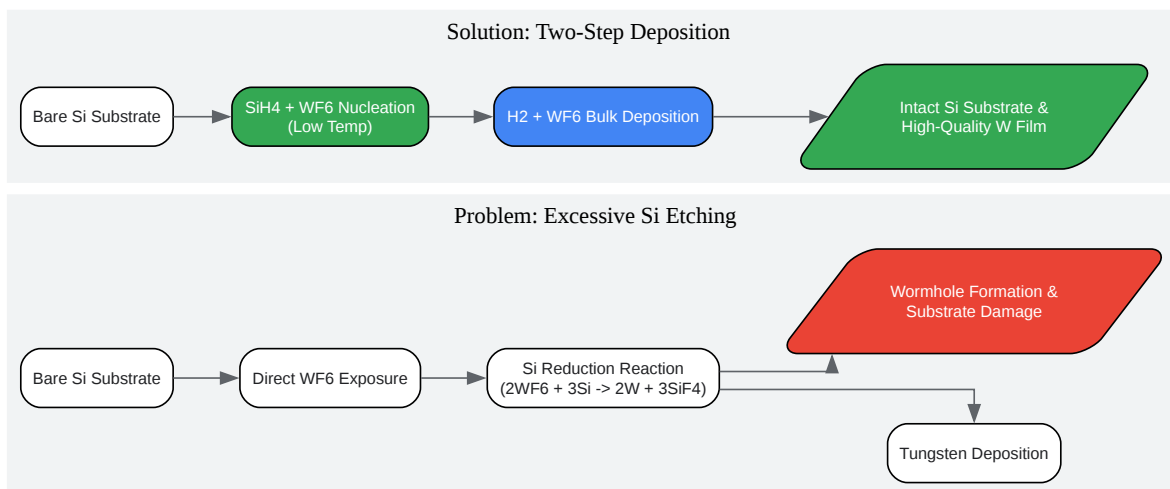 Solution: Two-Step Deposition
Bare Si Substrate
SiH4 + WF6 Nucleation
(Low Temp)
H2 + WF6 Bulk Deposition
Intact Si Substrate &
High-Quality W Film
Problem: Excessive Si Etching
Bare Si Substrate
Direct WF6 Exposure
Si Reduction Reaction
(2WF6 + 3Si -> 2W + 3SiF4)
Wormhole Formation &
Substrate Damage
Tungsten Deposition